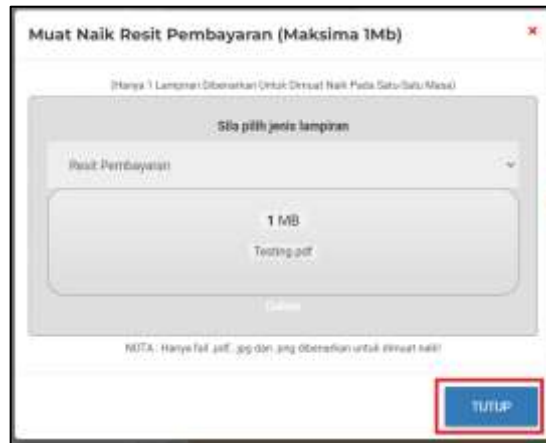 Muat Naik Resit Pembayaran (Maksima 1Mb)
×
(Hanya 1 Lampiran Dibenarkan Untuk Dimuat Naik Pada Satu-Satu Masa)
Sila pilih jenis lampiran
Resit Pembayaran
1 MB
Testing.pdf
NOTA : Hanya fail .pdf, .jpg dan .png dibenarkan untuk dimuat naik!
TUTUP